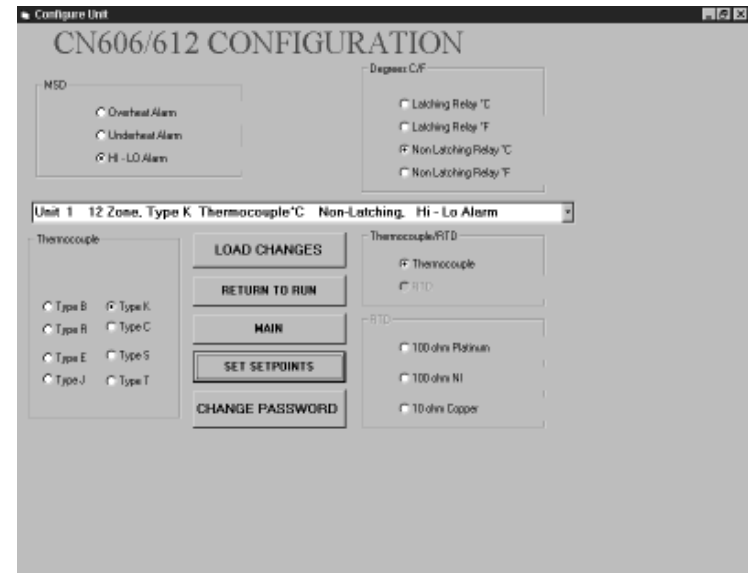 Configure Unit
CN606/612 CONFIGURATION
MSD
Overheat Alarm
Underheat Alarm
HI - LO Alarm
Degrees C/F
Latching Relay °C
Latching Relay °F
Non Latching Relay °C
Non Latching Relay °F
Unit 1 12 Zone, Type K Thermocouple°C Non-Latching, Hi - Lo Alarm
Thermocouple
Type B
Type K
Type R
Type C
Type E
Type S
Type J
Type T
LOAD CHANGES
RETURN TO RUN
MAIN
SET SETPOINTS
CHANGE PASSWORD
Thermocouple/RTD
Thermocouple
RTD
RTD
100 ohm Platinum
100 ohm NI
10 ohm Copper